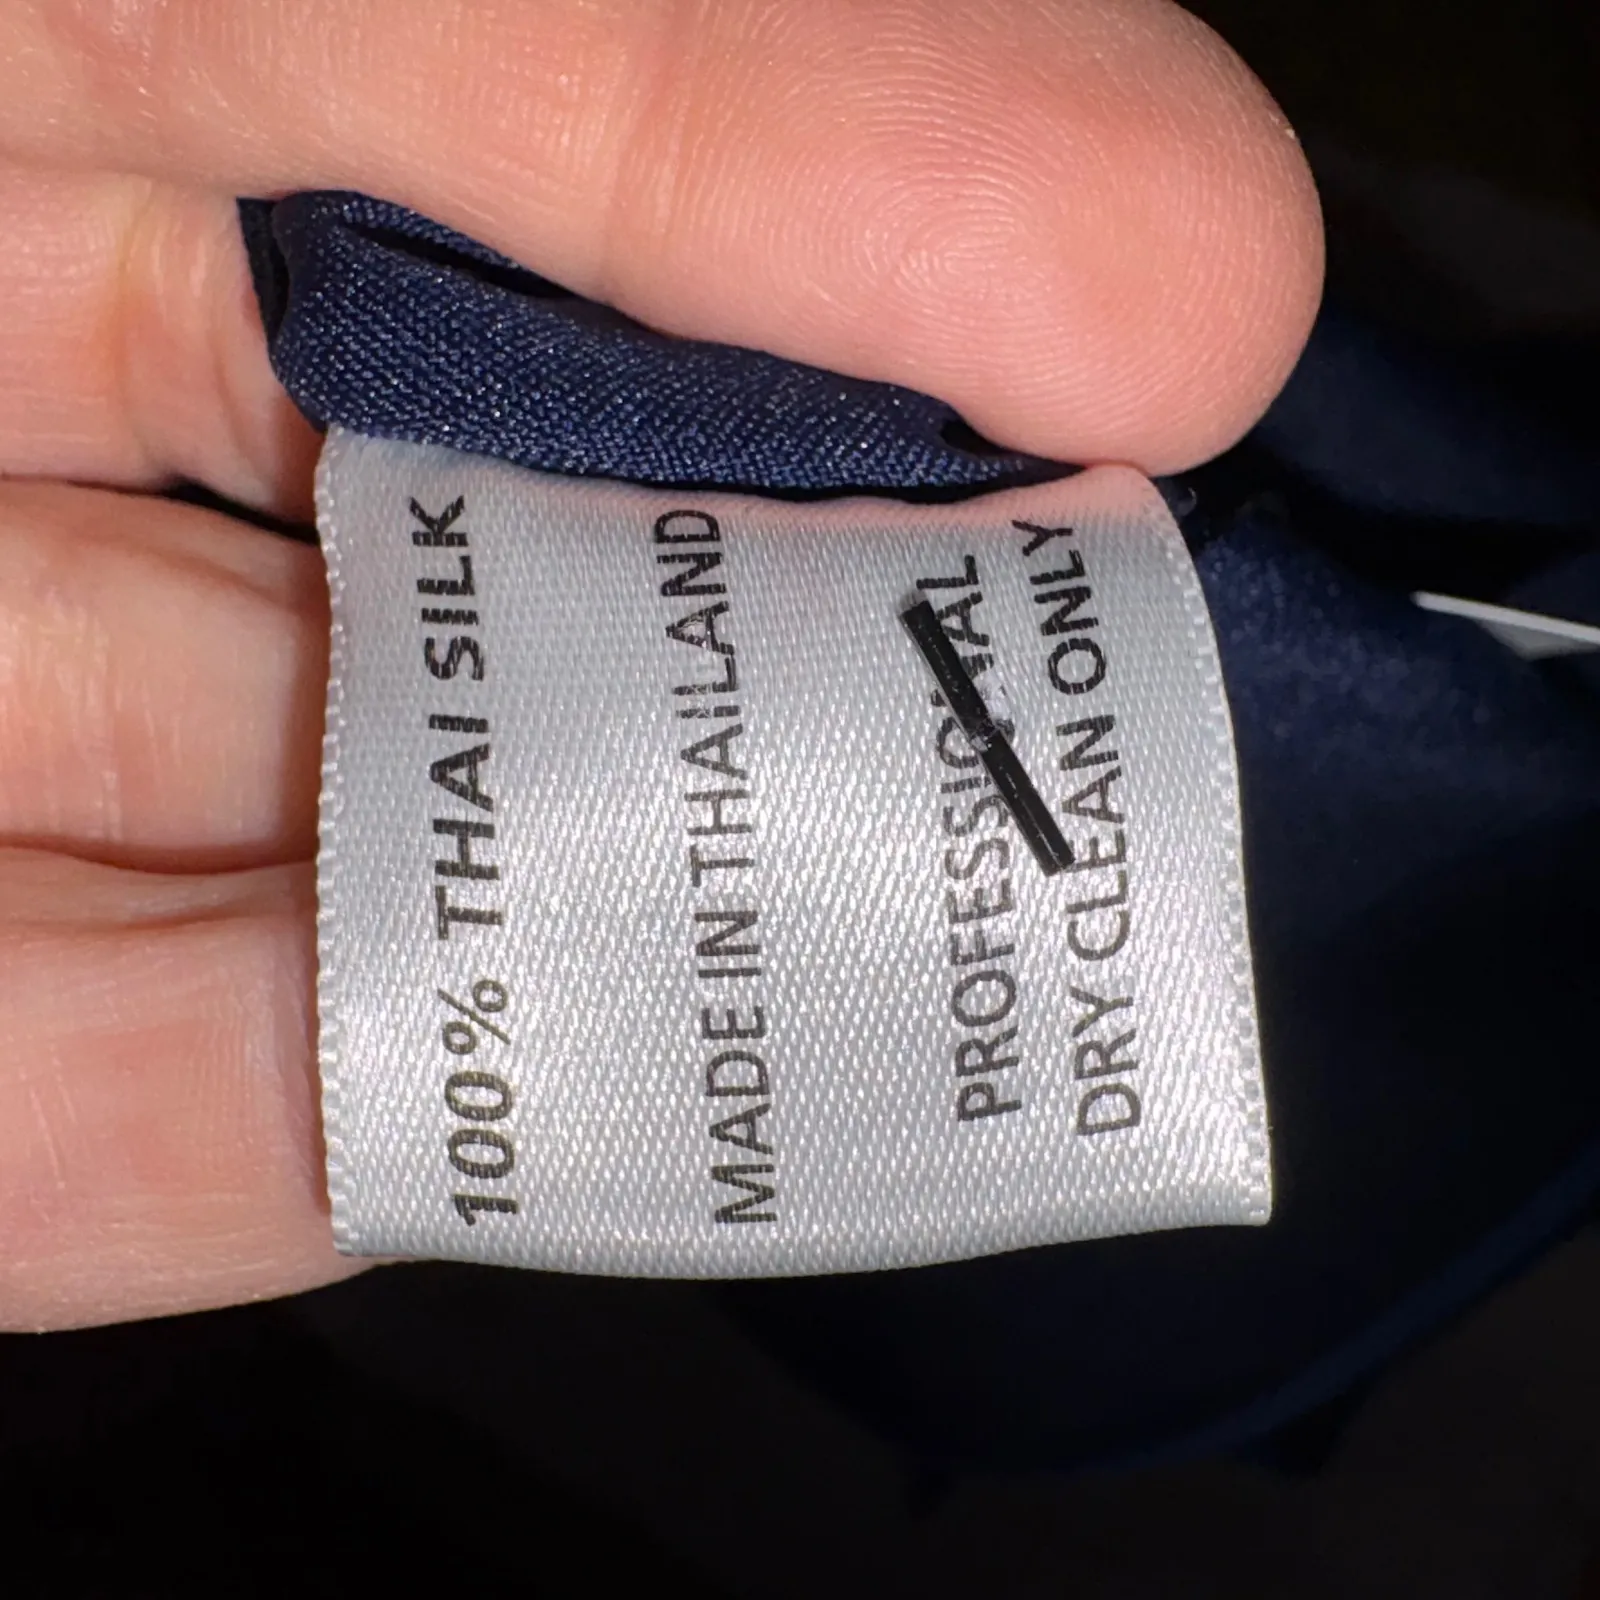 100% THAI SILK
MADE IN THAILAND
PROFESSIONAL
DRY CLEAN ONLY